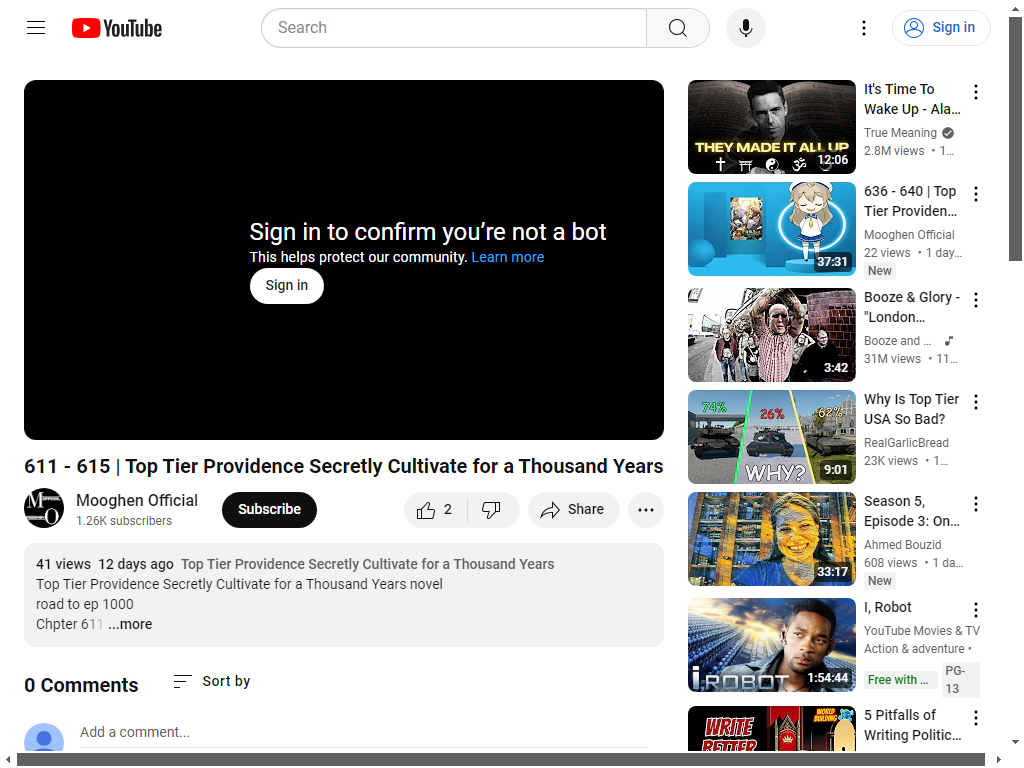 YouTube
Search
Sign in
Sign in to confirm you're not a bot
This helps protect our community. Learn more
Sign in
611 - 615 | Top Tier Providence Secretly Cultivate for a Thousand Years
Mooghen Official
1.26K subscribers
Subscribe
2
Share
41 views 12 days ago Top Tier Providence Secretly Cultivate for a Thousand Years
Top Tier Providence Secretly Cultivate for a Thousand Years novel
road to ep 1000
Chpter 611 ...more
0 Comments
Sort by
Add a comment...
THEY MADE IT ALL UP
12:06
It's Time To
Wake Up - Ala...
True Meaning
2.8M views • 1...
37:31
636 - 640 | Top
Tier Providen...
Mooghen Official
22 views • 1 day...
New
3:42
Booze & Glory -
"London...
Booze and ...
31M views • 11...
74%
26%
62%
WHY?
9:01
Why Is Top Tier
USA So Bad?
RealGarlicBread
23K views • 1...
33:17
Season 5,
Episode 3: On...
Ahmed Bouzid
608 views • 1 da...
New
I, ROBOT
1:54:44
I, Robot
YouTube Movies & TV
Action & adventure •
Free with ...
PG-
13
WRITE
BETTER
WORLD
BUILDING
5 Pitfalls of
Writing Politic...